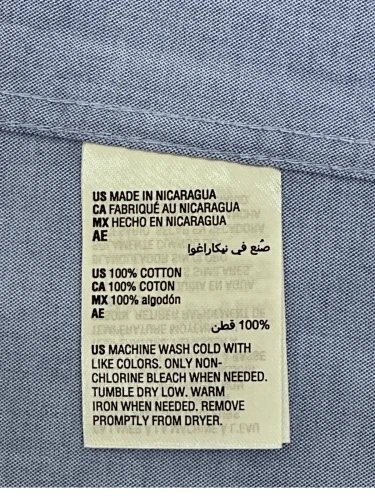 US MADE IN NICARAGUA
CA FABRIQUÉ AU NICARAGUA
MX HECHO EN NICARAGUA
AE
صُنع في نيكاراغوا
US 100% COTTON
CA 100% COTON
MX 100% algodón
AE
100% قطن
US MACHINE WASH COLD WITH
LIKE COLORS. ONLY NON-
CHLORINE BLEACH WHEN NEEDED.
TUMBLE DRY LOW. WARM
IRON WHEN NEEDED. REMOVE
PROMPTLY FROM DRYER.